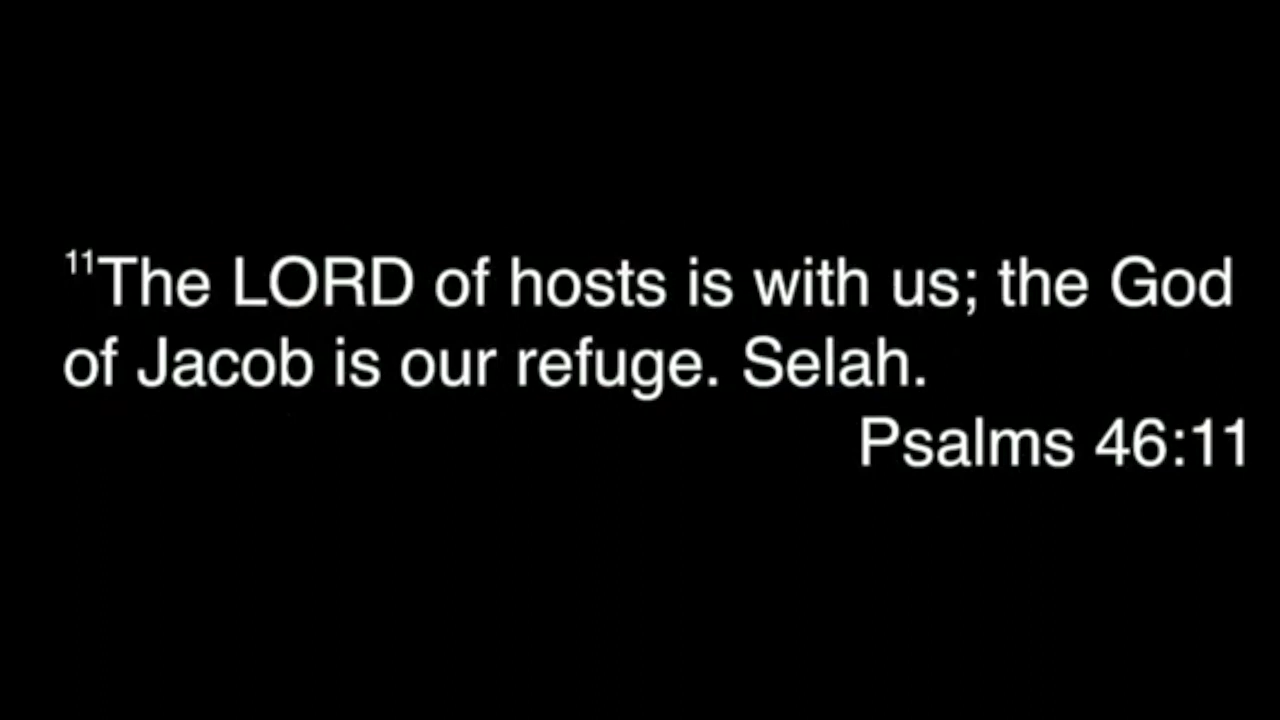 11The LORD of hosts is with us; the God
of Jacob is our refuge. Selah.
Psalms 46:11